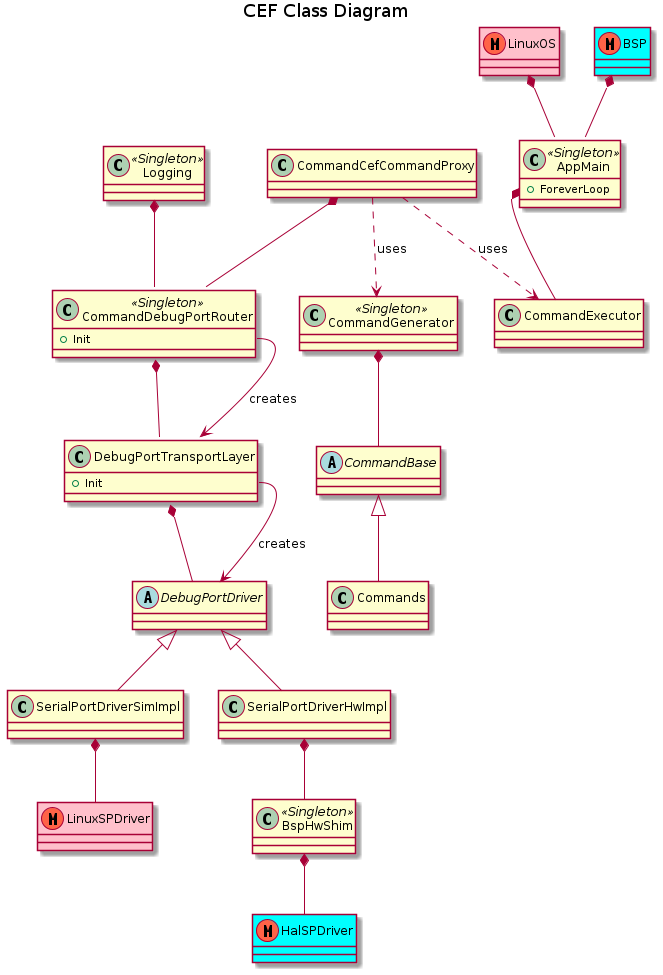 CEF Class Diagram
H LinuxOS
H BSP
C «Singleton»
Logging
C CommandCefCommandProxy
C «Singleton»
AppMain
ForeverLoop
uses
uses
C «Singleton»
CommandDebugPortRouter
Init
C «Singleton»
CommandGenerator
C CommandExecutor
creates
C DebugPortTransportLayer
Init
A CommandBase
creates
A DebugPortDriver
C Commands
C SerialPortDriverSimImpl
C SerialPortDriverHwImpl
H LinuxSPDriver
C «Singleton»
BspHwShim
H HalSPDriver